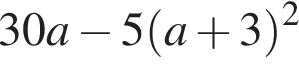 30a − 5(a + 3)²